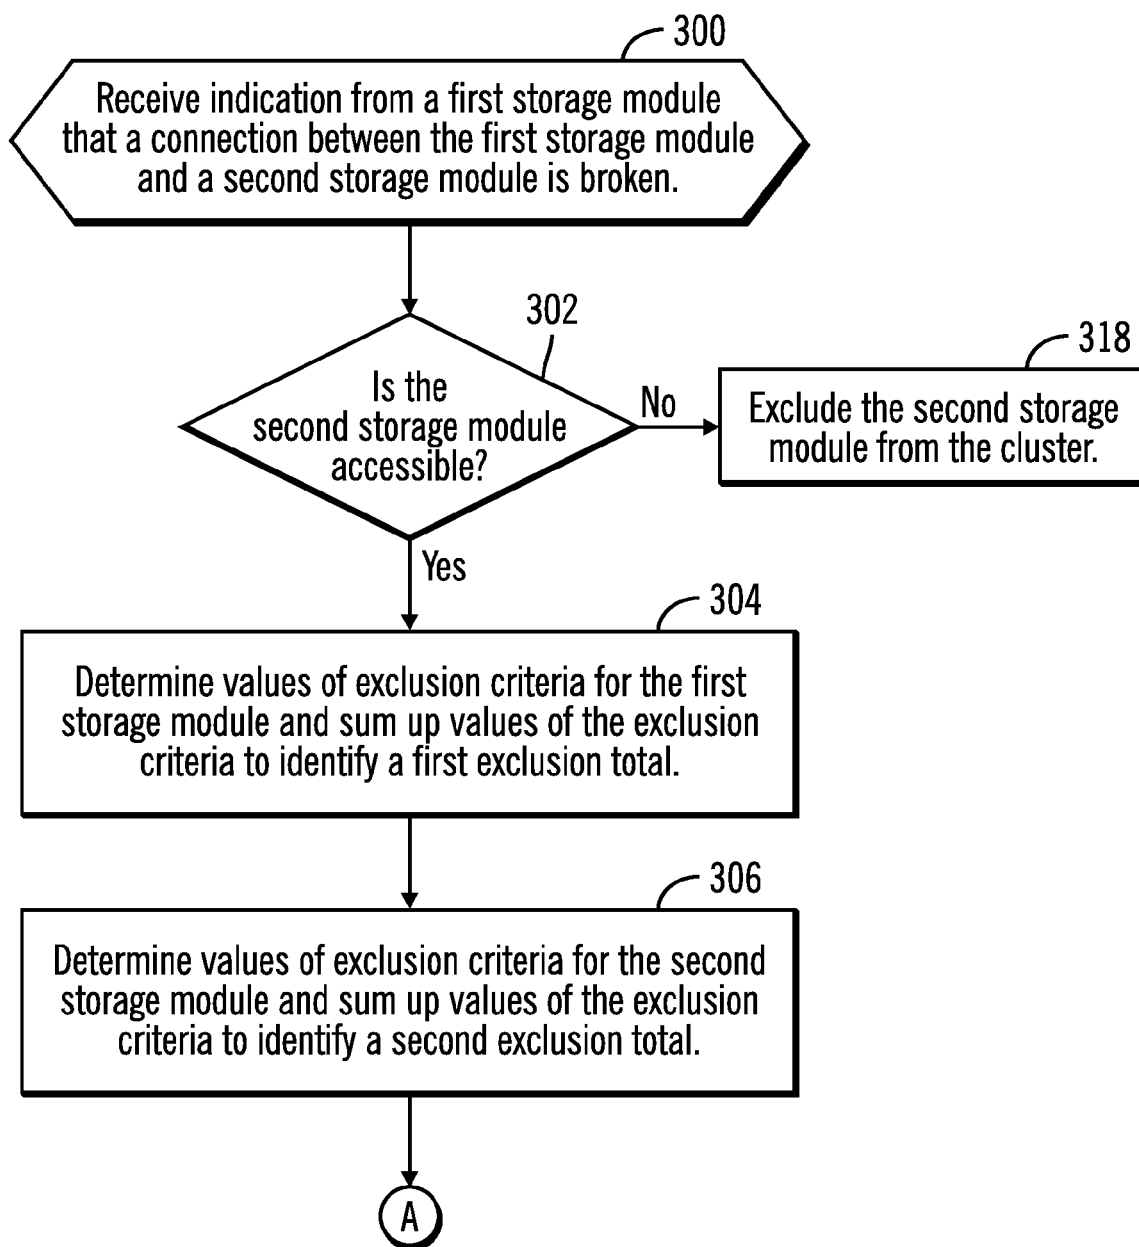 300
Receive indication from a first storage module
that a connection between the first storage module
and a second storage module is broken.
302
Is the
second storage module
accessible?
No
318
Exclude the second storage
module from the cluster.
Yes
304
Determine values of exclusion criteria for the first
storage module and sum up values of the exclusion
criteria to identify a first exclusion total.
306
Determine values of exclusion criteria for the second
storage module and sum up values of the exclusion
criteria to identify a second exclusion total.
A